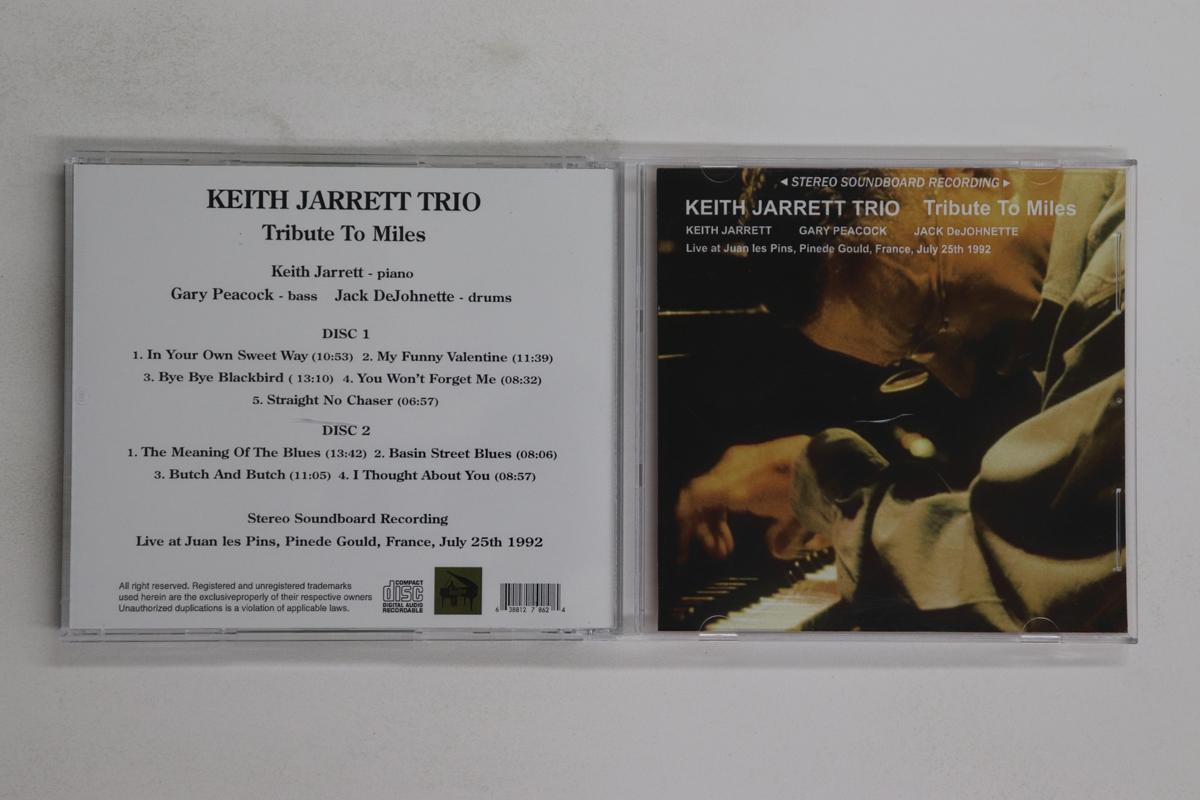 KEITH JARRETT TRIO
Tribute To Miles
Keith Jarrett - piano
Gary Peacock - bass Jack DeJohnette - drums
DISC 1
1. In Your Own Sweet Way (10:53) 2. My Funny Valentine (11:39)
3. Bye Bye Blackbird ( 13:10) 4. You Won't Forget Me (08:32)
5. Straight No Chaser (06:57)
DISC 2
1. The Meaning Of The Blues (13:42) 2. Basin Street Blues (08:06)
3. Butch And Butch (11:05) 4. I Thought About You (08:57)
Stereo Soundboard Recording
Live at Juan les Pins, Pinede Gould, France, July 25th 1992
All right reserved. Registered and unregistered trademarks
used herein are the exclusiveproperly of their respective owners
Unauthorized duplications is a violation of applicable laws.
COMPACT
disc
DIGITAL AUDIO
RECORDABLE
6 38812 7 862 4
◄ STEREO SOUNDBOARD RECORDING ►
KEITH JARRETT TRIO Tribute To Miles
KEITH JARRETT GARY PEACOCK JACK DeJOHNETTE
Live at Juan les Pins, Pinede Gould, France, July 25th 1992